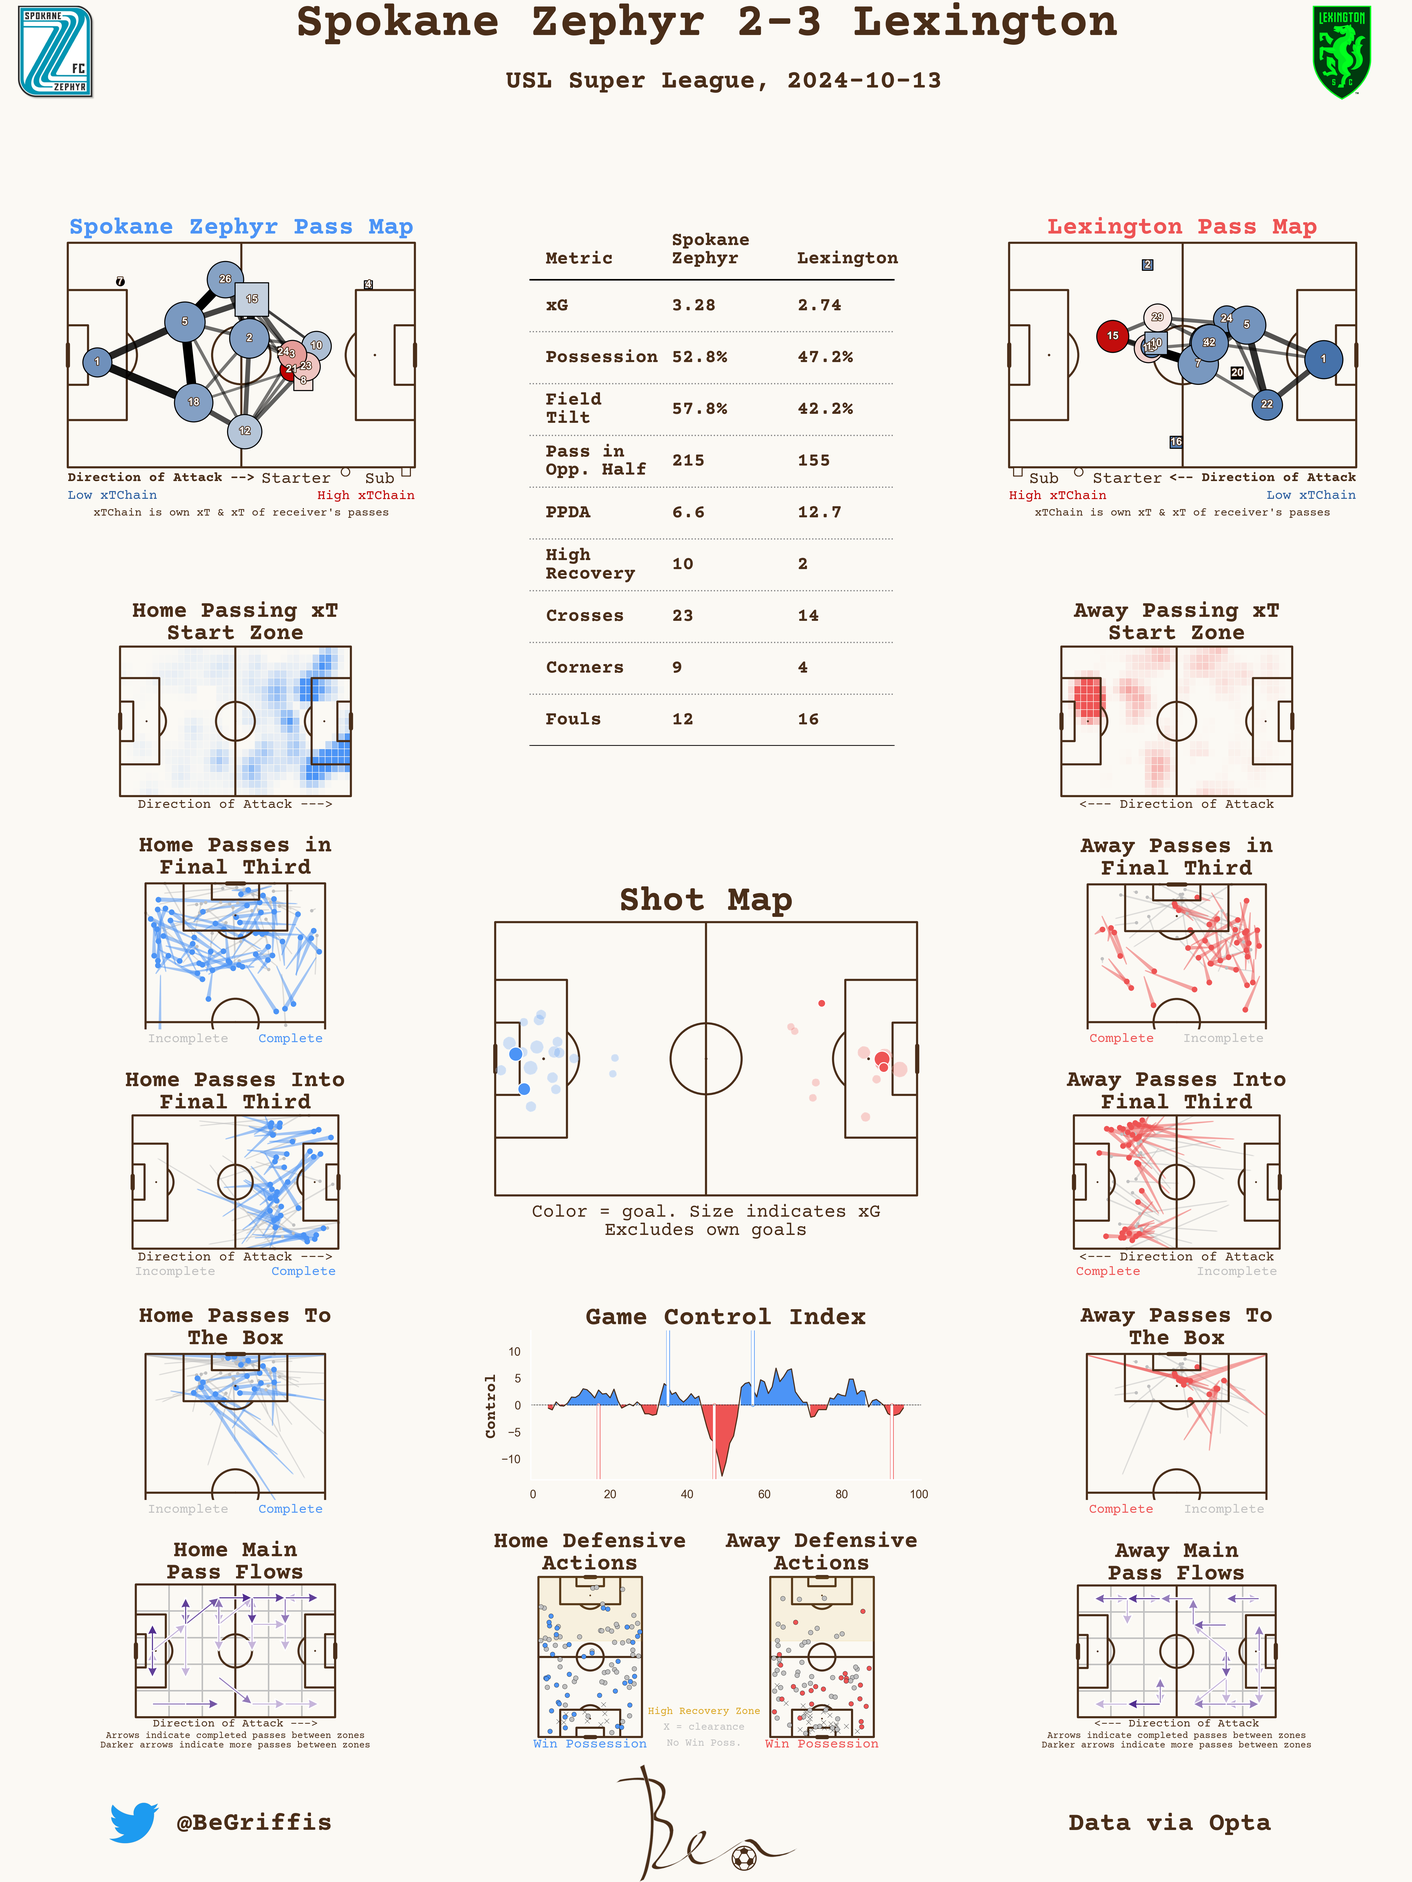 Spokane Zephyr 2-3 Lexington
USL Super League, 2024-10-13
SPOKANE
FC
ZEPHYR
LEXINGTON
SC
Spokane Zephyr Pass Map
7
4
26
15
5
2
10
24
3
1
21
23
8
18
12
Direction of Attack -->
Starter
Sub
Low xTChain
High xTChain
xTChain is own xT & xT of receiver's passes
Metric
Spokane
Zephyr
Lexington
xG 3.28 2.74
Possession 52.8% 47.2%
Field
Tilt
57.8% 42.2%
Pass in
Opp. Half
215 155
PPDA 6.6 12.7
High
Recovery
10 2
Crosses 23 14
Corners 9 4
Fouls 12 16
Lexington Pass Map
2
29
24
5
15
10
42
1
7
20
22
16
Sub
Starter
<-- Direction of Attack
High xTChain
Low xTChain
xTChain is own xT & xT of receiver's passes
Home Passing xT
Start Zone
Direction of Attack --->
Away Passing xT
Start Zone
<--- Direction of Attack
Home Passes in
Final Third
Incomplete
Complete
Away Passes in
Final Third
Complete
Incomplete
Shot Map
Color = goal. Size indicates xG
Excludes own goals
Home Passes Into
Final Third
Direction of Attack --->
Incomplete
Complete
Away Passes Into
Final Third
<--- Direction of Attack
Complete
Incomplete
Home Passes To
The Box
Incomplete
Complete
Game Control Index
Control
10
5
0
−5
−10
0 20 40 60 80 100
Away Passes To
The Box
Complete
Incomplete
Home Main
Pass Flows
Direction of Attack --->
Arrows indicate completed passes between zones
Darker arrows indicate more passes between zones
Home Defensive
Actions
Win Possession
Away Defensive
Actions
Win Possession
High Recovery Zone
X = clearance
No Win Poss.
Away Main
Pass Flows
<--- Direction of Attack
Arrows indicate completed passes between zones
Darker arrows indicate more passes between zones
@BeGriffis
Ben
Data via Opta